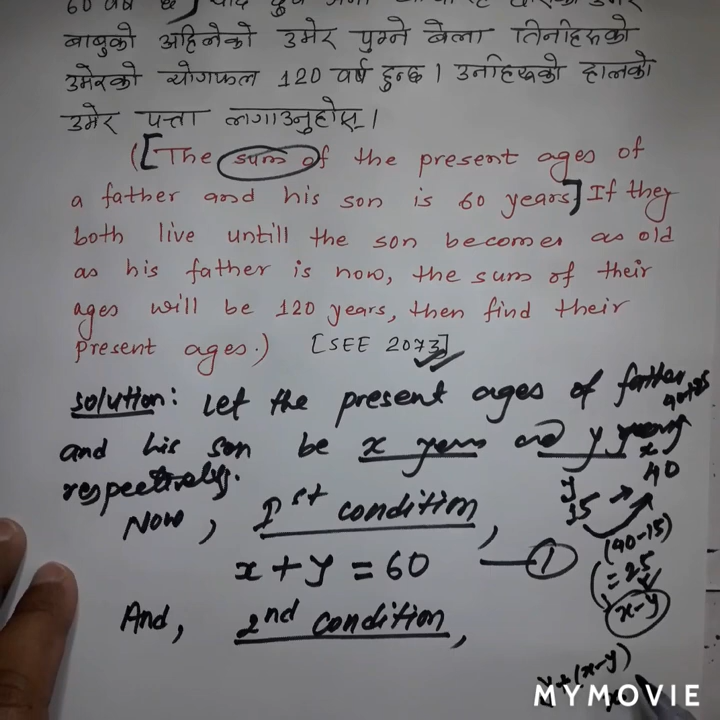 60 वर्ष छ
बाबुको अहिलेको उमेर पुग्ने बेला तिनीहरूको
उमेरको योगफल 120 वर्ष हुन्छ। उनीहरूको हालको
उमेर पत्ता लगाउनुहोस्।
([The sum of the present ages of
a father and his son is 60 years] If they
both live untill the son becomes as old
as his father is now, the sum of their
ages will be 120 years, then find their
present ages.) [SEE 2073]
Solution: Let the present ages of father
and his son be x years and y years
respectively.
x
40
y
15 →
Now, 1st condition,
(40-15)
x + y = 60 — 1
= 25
x-y
And, 2nd condition,
y+(x-y)
MYMOVIE